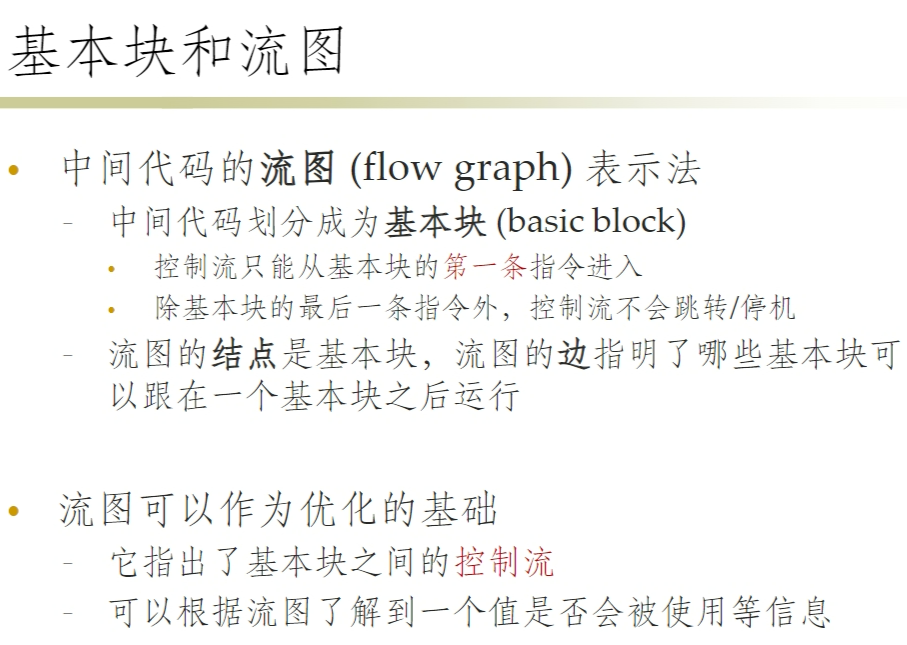 基本块和流图
• 中间代码的流图 (flow graph) 表示法
– 中间代码划分成为基本块 (basic block)
• 控制流只能从基本块的第一条指令进入
• 除基本块的最后一条指令外，控制流不会跳转/停机
– 流图的结点是基本块，流图的边指明了哪些基本块可
以跟在一个基本块之后运行
• 流图可以作为优化的基础
– 它指出了基本块之间的控制流
– 可以根据流图了解到一个值是否会被使用等信息